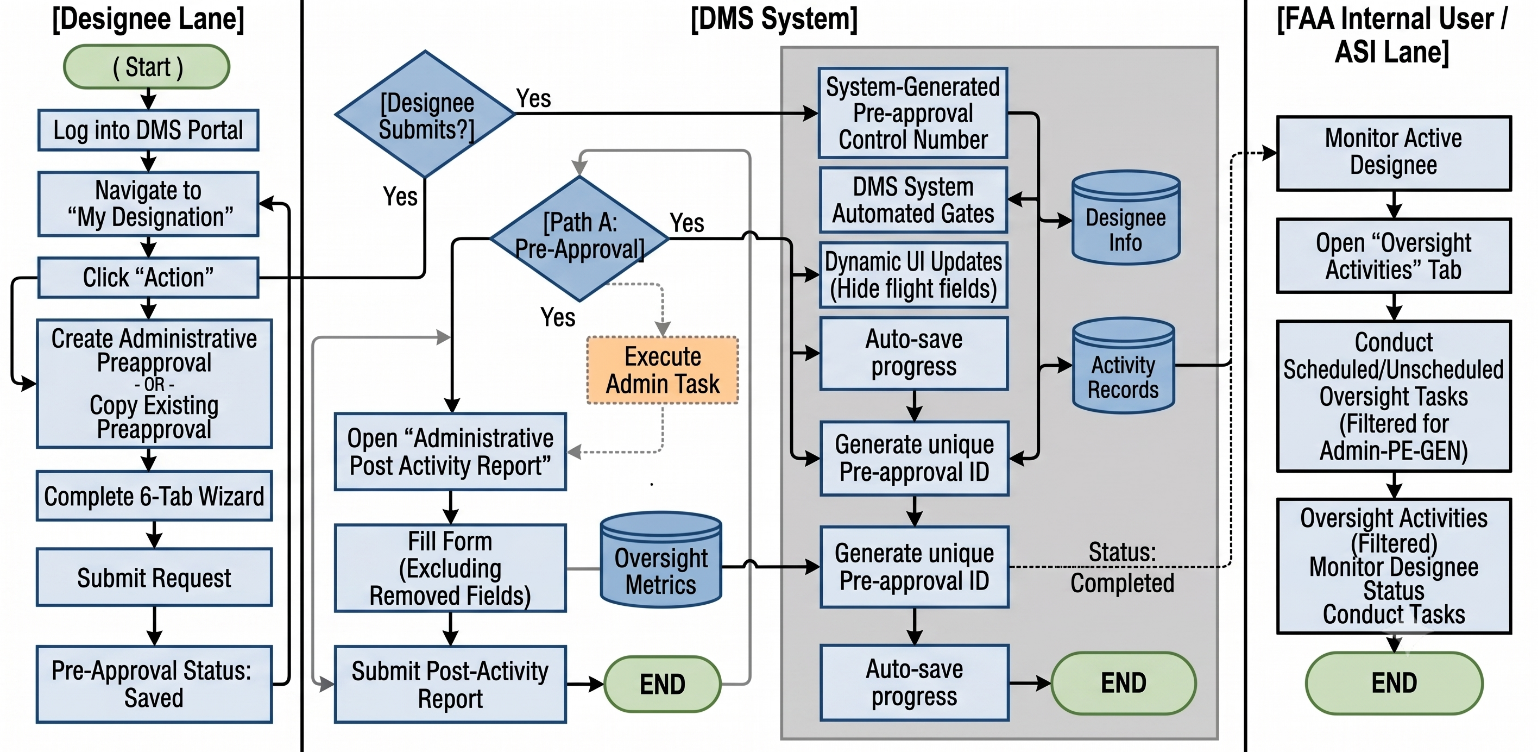 [Designee Lane]
( Start )
Log into DMS Portal
Navigate to
“My Designation”
Click “Action”
Create Administrative
Preapproval
- OR -
Copy Existing
Preapproval
Complete 6-Tab Wizard
Submit Request
Pre-Approval Status:
Saved
[DMS System]
[Designee
Submits?]
Yes
Yes
[Path A:
Pre-Approval]
Yes
Yes
Execute
Admin Task
Open “Administrative
Post Activity Report”
Fill Form
(Excluding
Removed Fields)
Oversight
Metrics
Submit Post-Activity
Report
END
System-Generated
Pre-approval
Control Number
DMS System
Automated Gates
Dynamic UI Updates
(Hide flight fields)
Auto-save
progress
Generate unique
Pre-approval ID
Generate unique
Pre-approval ID
Auto-save
progress
Designee
Info
Activity
Records
Status:
Completed
END
[FAA Internal User /
ASI Lane]
Monitor Active
Designee
Open “Oversight
Activities” Tab
Conduct
Scheduled/Unscheduled
Oversight Tasks
(Filtered for
Admin-PE-GEN)
Oversight Activities
(Filtered)
Monitor Designee
Status
Conduct Tasks
END